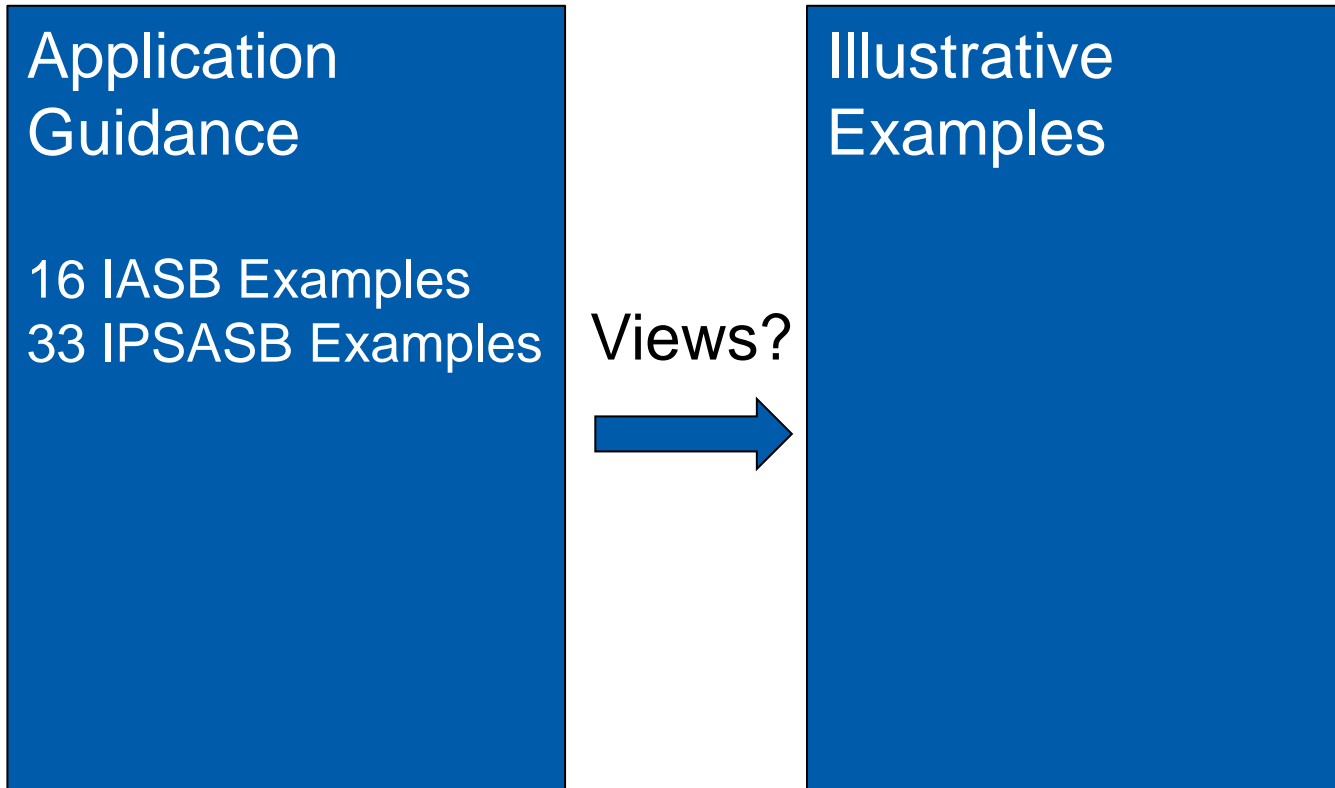 Application
Guidance
16 IASB Examples
33 IPSASB Examples
Views?
Illustrative
Examples